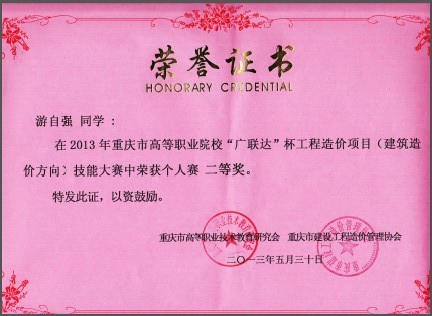 荣誉证书
HONORARY CREDENTIAL
游自强 同学：
在 2013 年重庆市高等职业院校“广联达”杯工程造价项目（建筑造
价方向）技能大赛中荣获个人赛 二等奖。
特发此证，以资鼓励。
重庆市高等职业技术教育研究会 重庆市建设工程造价管理协会
二〇一三年五月三十日